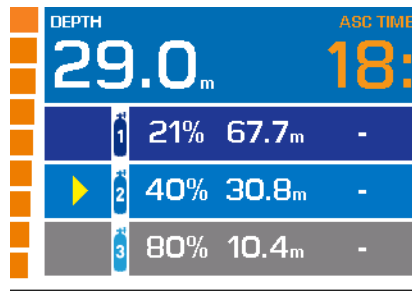 DEPTH ASC TIME
29.0m 18:
1 21% 67.7m -
2 40% 30.8m -
3 80% 10.4m -